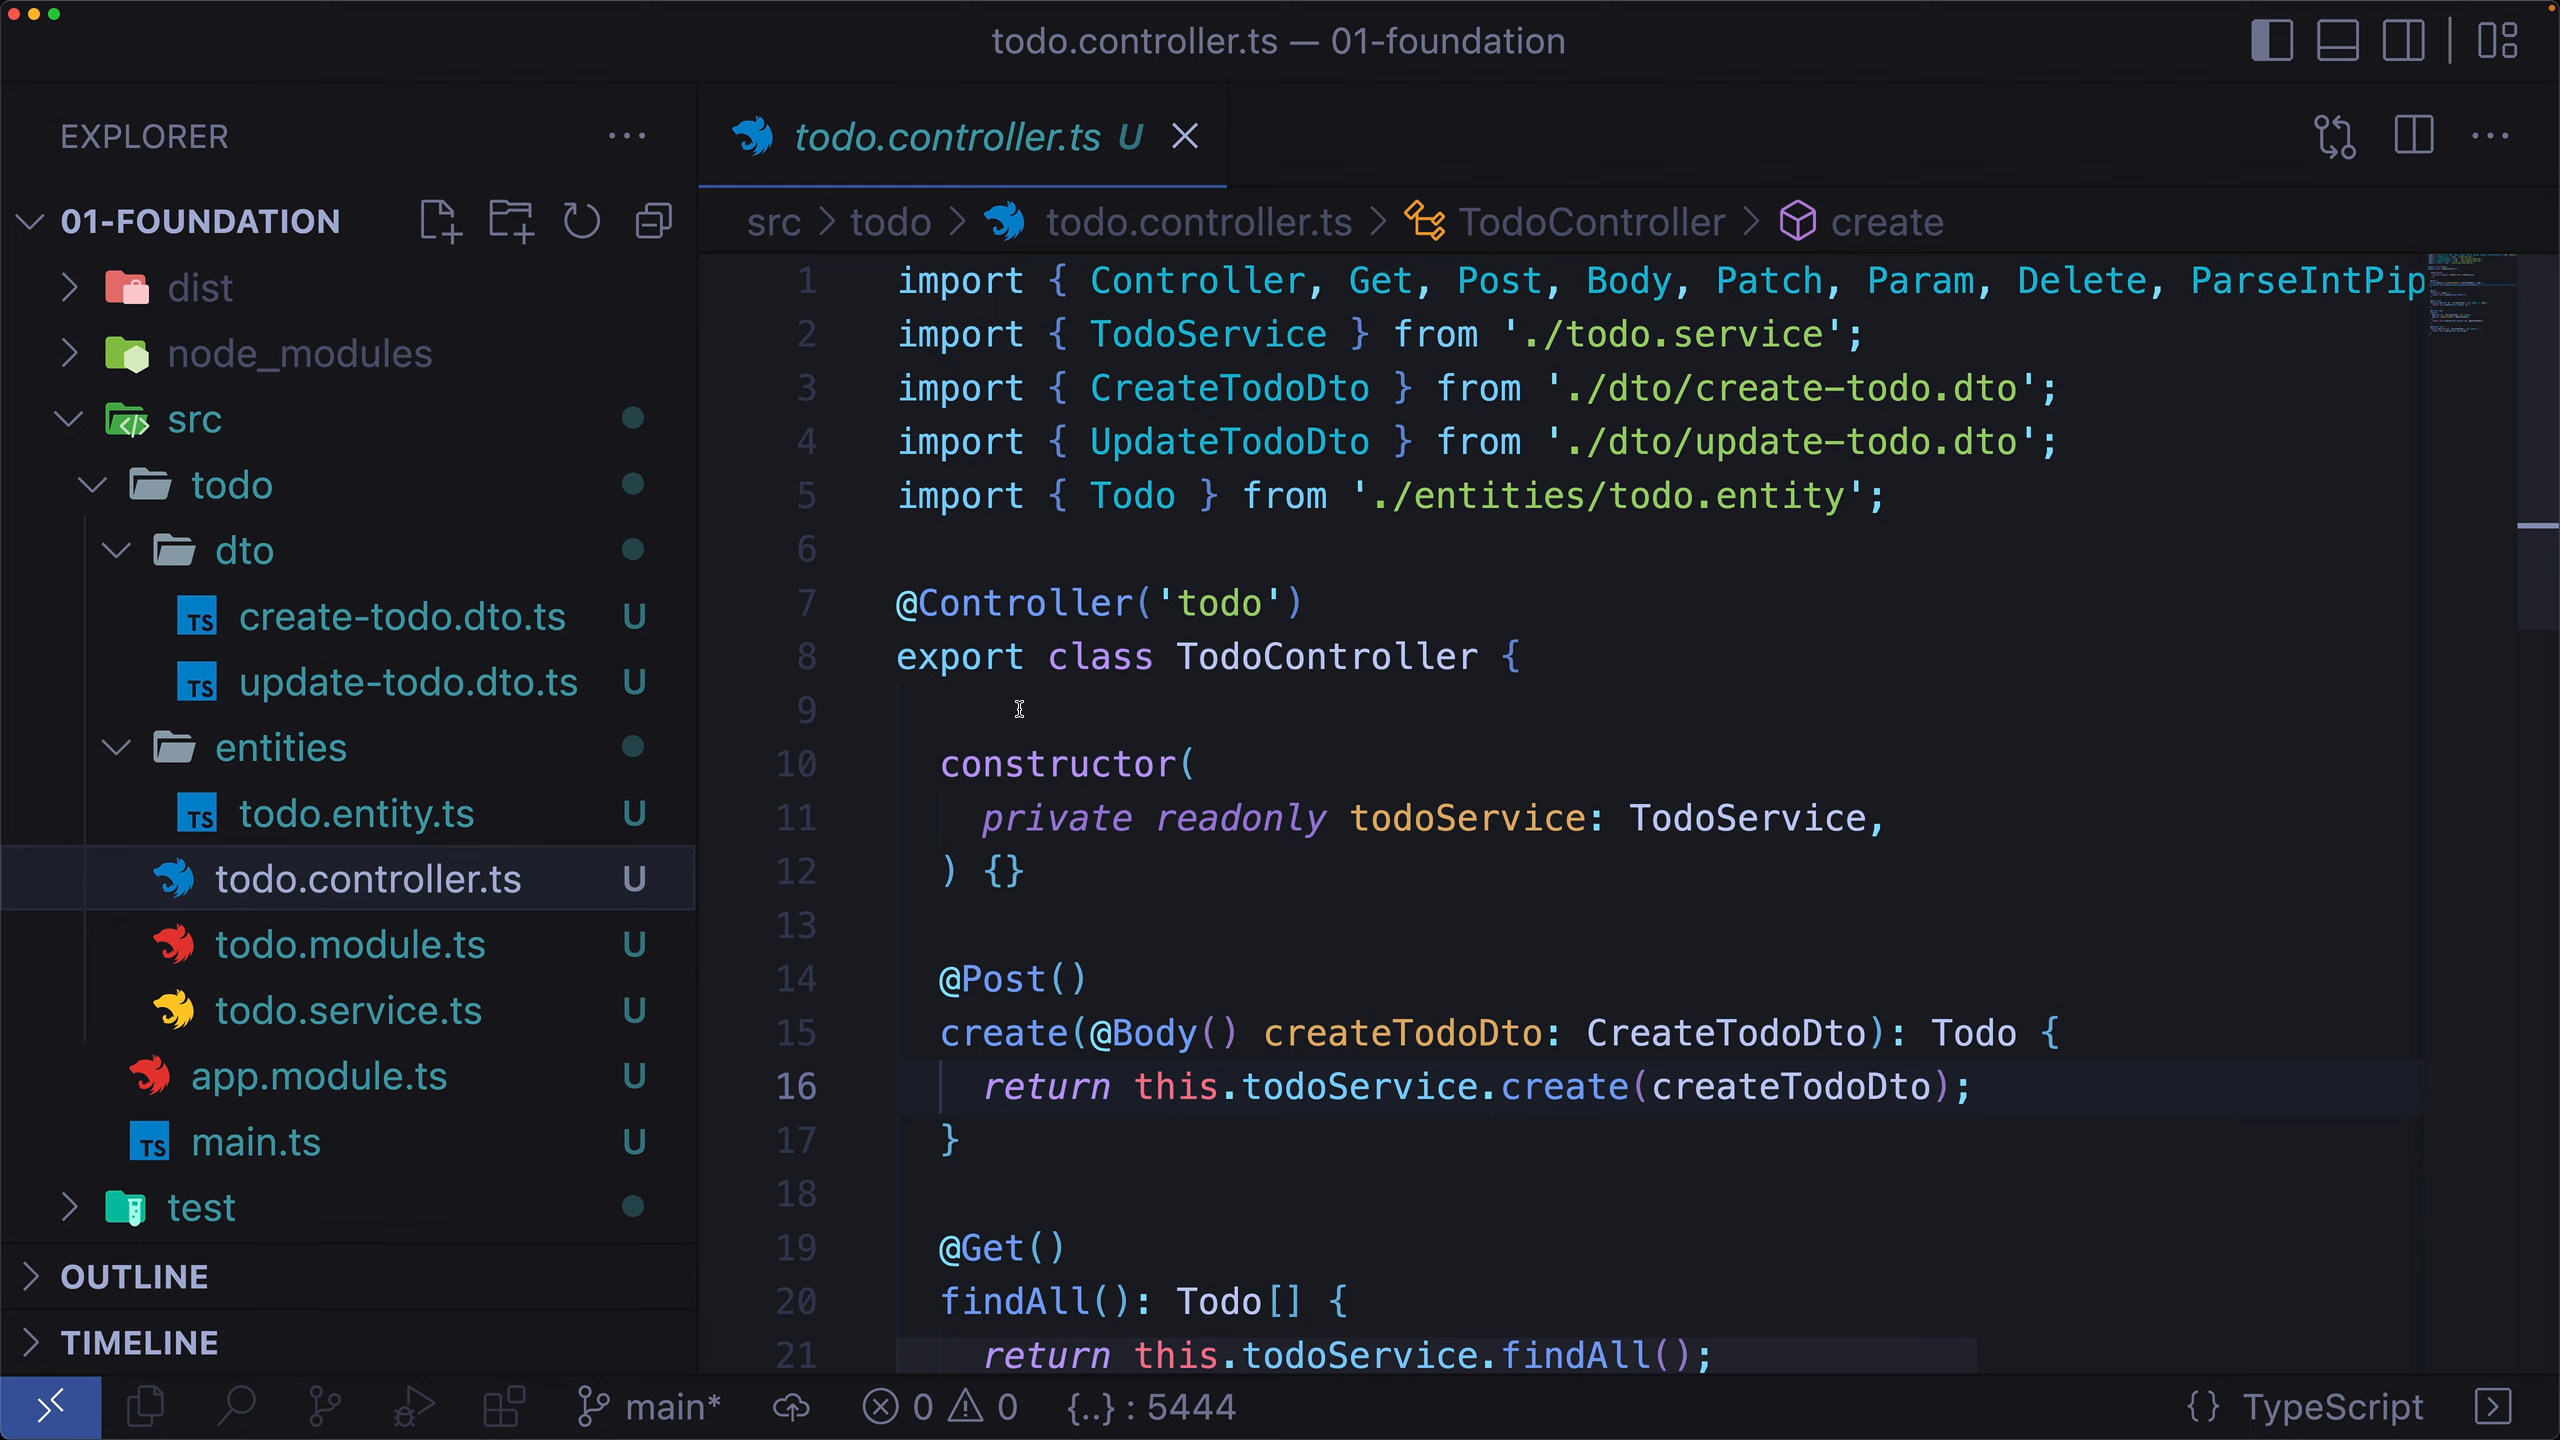 todo.controller.ts — 01-foundation
EXPLORER
01-FOUNDATION
dist
node_modules
src
todo
dto
TS create-todo.dto.ts U
TS update-todo.dto.ts U
entities
TS todo.entity.ts U
todo.controller.ts U
todo.module.ts U
todo.service.ts U
app.module.ts U
TS main.ts U
test
OUTLINE
TIMELINE
todo.controller.ts U
src > todo > todo.controller.ts > TodoController > create
1 import { Controller, Get, Post, Body, Patch, Param, Delete, ParseIntPip
2 import { TodoService } from './todo.service';
3 import { CreateTodoDto } from './dto/create-todo.dto';
4 import { UpdateTodoDto } from './dto/update-todo.dto';
5 import { Todo } from './entities/todo.entity';
6
7 @Controller('todo')
8 export class TodoController {
9
10 constructor(
11 private readonly todoService: TodoService,
12 ) {}
13
14 @Post()
15 create(@Body() createTodoDto: CreateTodoDto): Todo {
16 return this.todoService.create(createTodoDto);
17 }
18
19 @Get()
20 findAll(): Todo[] {
21 return this.todoService.findAll();
main* 0 0 {..} : 5444 {} TypeScript